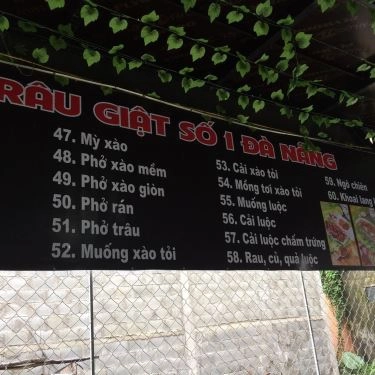 RÂU GIẬT SỐ 1 ĐÀ NẴNG
47. Mỳ xào
48. Phở xào mềm
49. Phở xào giòn
50. Phở rán
51. Phở trâu
52. Muống xào tỏi
53. Cải xào tỏi
54. Mồng tơi xào tỏi
55. Muống luộc
56. Cải luộc
57. Cải luộc chấm trứng
58. Rau, củ, quả luộc
59. Ngô chiên
60. Khoai lang